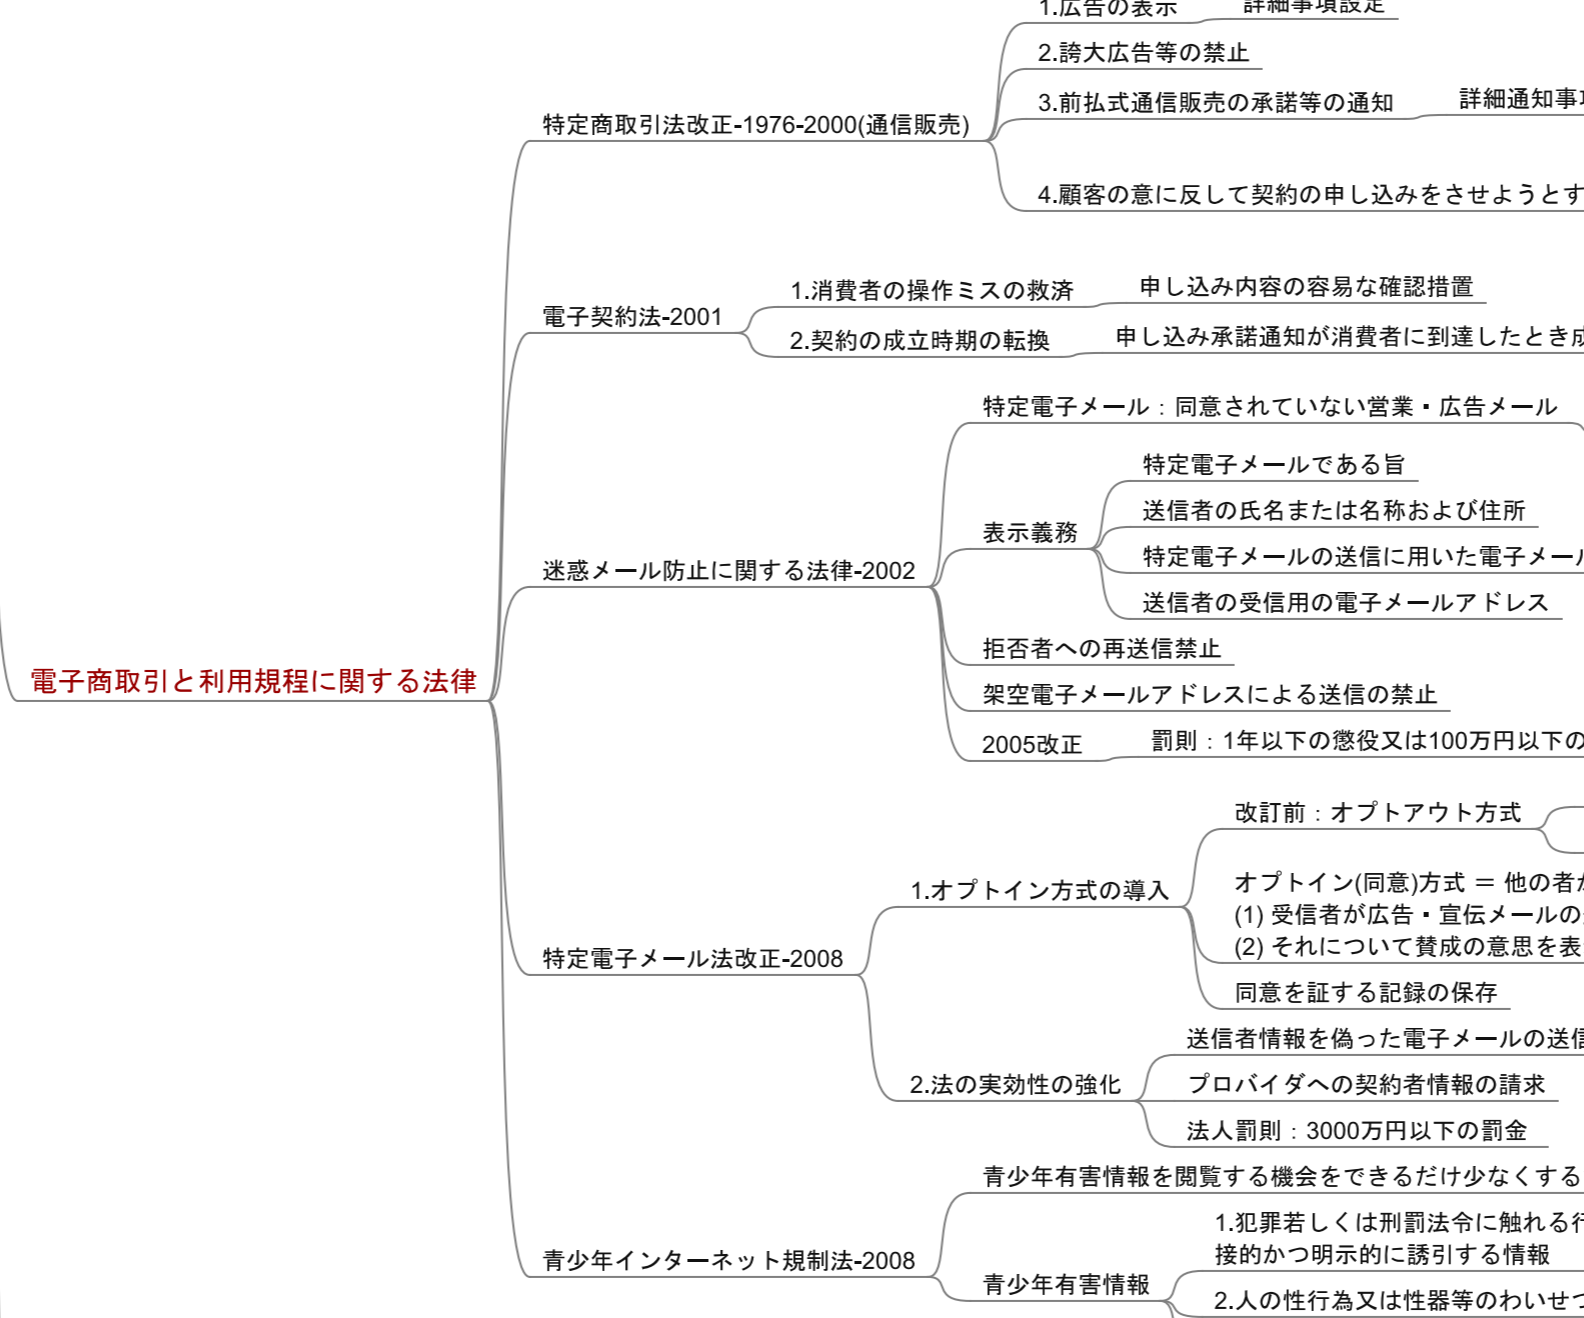 1.広告の表示
詳細事項設定
2.誇大広告等の禁止
3.前払式通信販売の承諾等の通知
詳細通知事
特定商取引法改正-1976-2000(通信販売)
4.顧客の意に反して契約の申し込みをさせようとす
1.消費者の操作ミスの救済
申し込み内容の容易な確認措置
電子契約法-2001
2.契約の成立時期の転換
申し込み承諾通知が消費者に到達したとき
特定電子メール：同意されていない営業・広告メール
特定電子メールである旨
送信者の氏名または名称および住所
表示義務
特定電子メールの送信に用いた電子メー
迷惑メール防止に関する法律-2002
送信者の受信用の電子メールアドレス
拒否者への再送信禁止
電子商取引と利用規程に関する法律
架空電子メールアドレスによる送信の禁止
2005改正
罰則：1年以下の懲役又は100万円以下の
改訂前：オプトアウト方式
1.オプトイン方式の導入
オプトイン(同意)方式 ＝ 他の者
(1) 受信者が広告・宣伝メールの
(2) それについて賛成の意思を表
特定電子メール法改正-2008
同意を証する記録の保存
送信者情報を偽った電子メールの送信
2.法の実効性の強化
プロバイダへの契約者情報の請求
法人罰則：3000万円以下の罰金
青少年有害情報を閲覧する機会をできるだけ少なくする
1.犯罪若しくは刑罰法令に触れる
接的かつ明示的に誘引する情報
青少年インターネット規制法-2008
青少年有害情報
2.人の性行為又は性器等のわいせつ